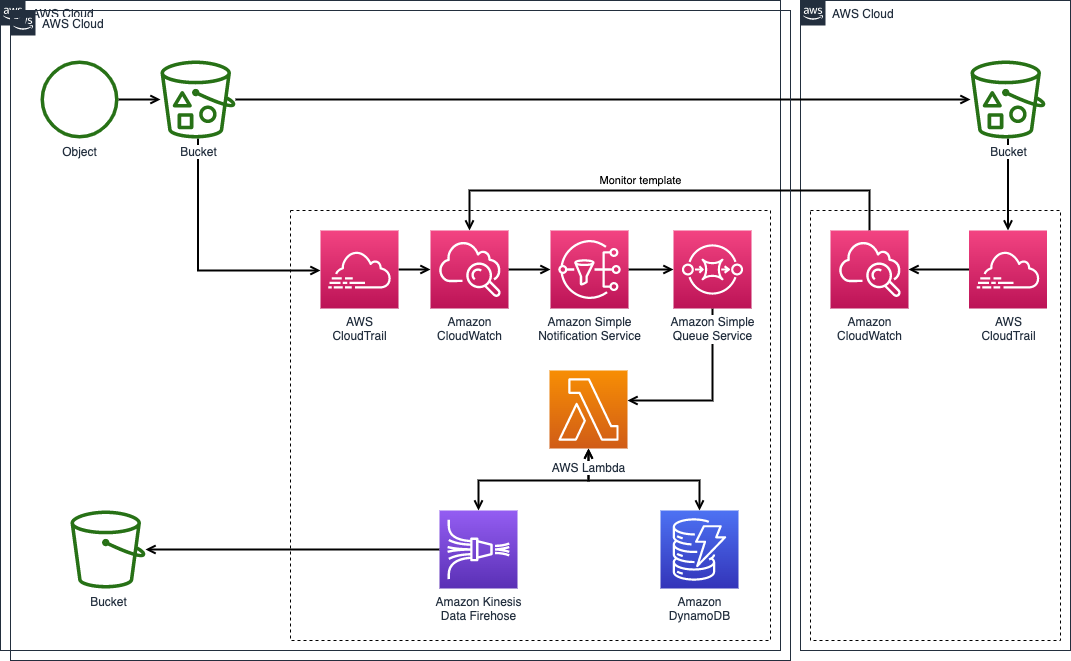 aws
AWS Cloud
aws
AWS Cloud
aws
AWS Cloud
Object
Bucket
Bucket
Monitor template
AWS
CloudTrail
Amazon
CloudWatch
Amazon Simple
Notification Service
Amazon Simple
Queue Service
Amazon
CloudWatch
AWS
CloudTrail
AWS Lambda
Bucket
Amazon Kinesis
Data Firehose
Amazon
DynamoDB